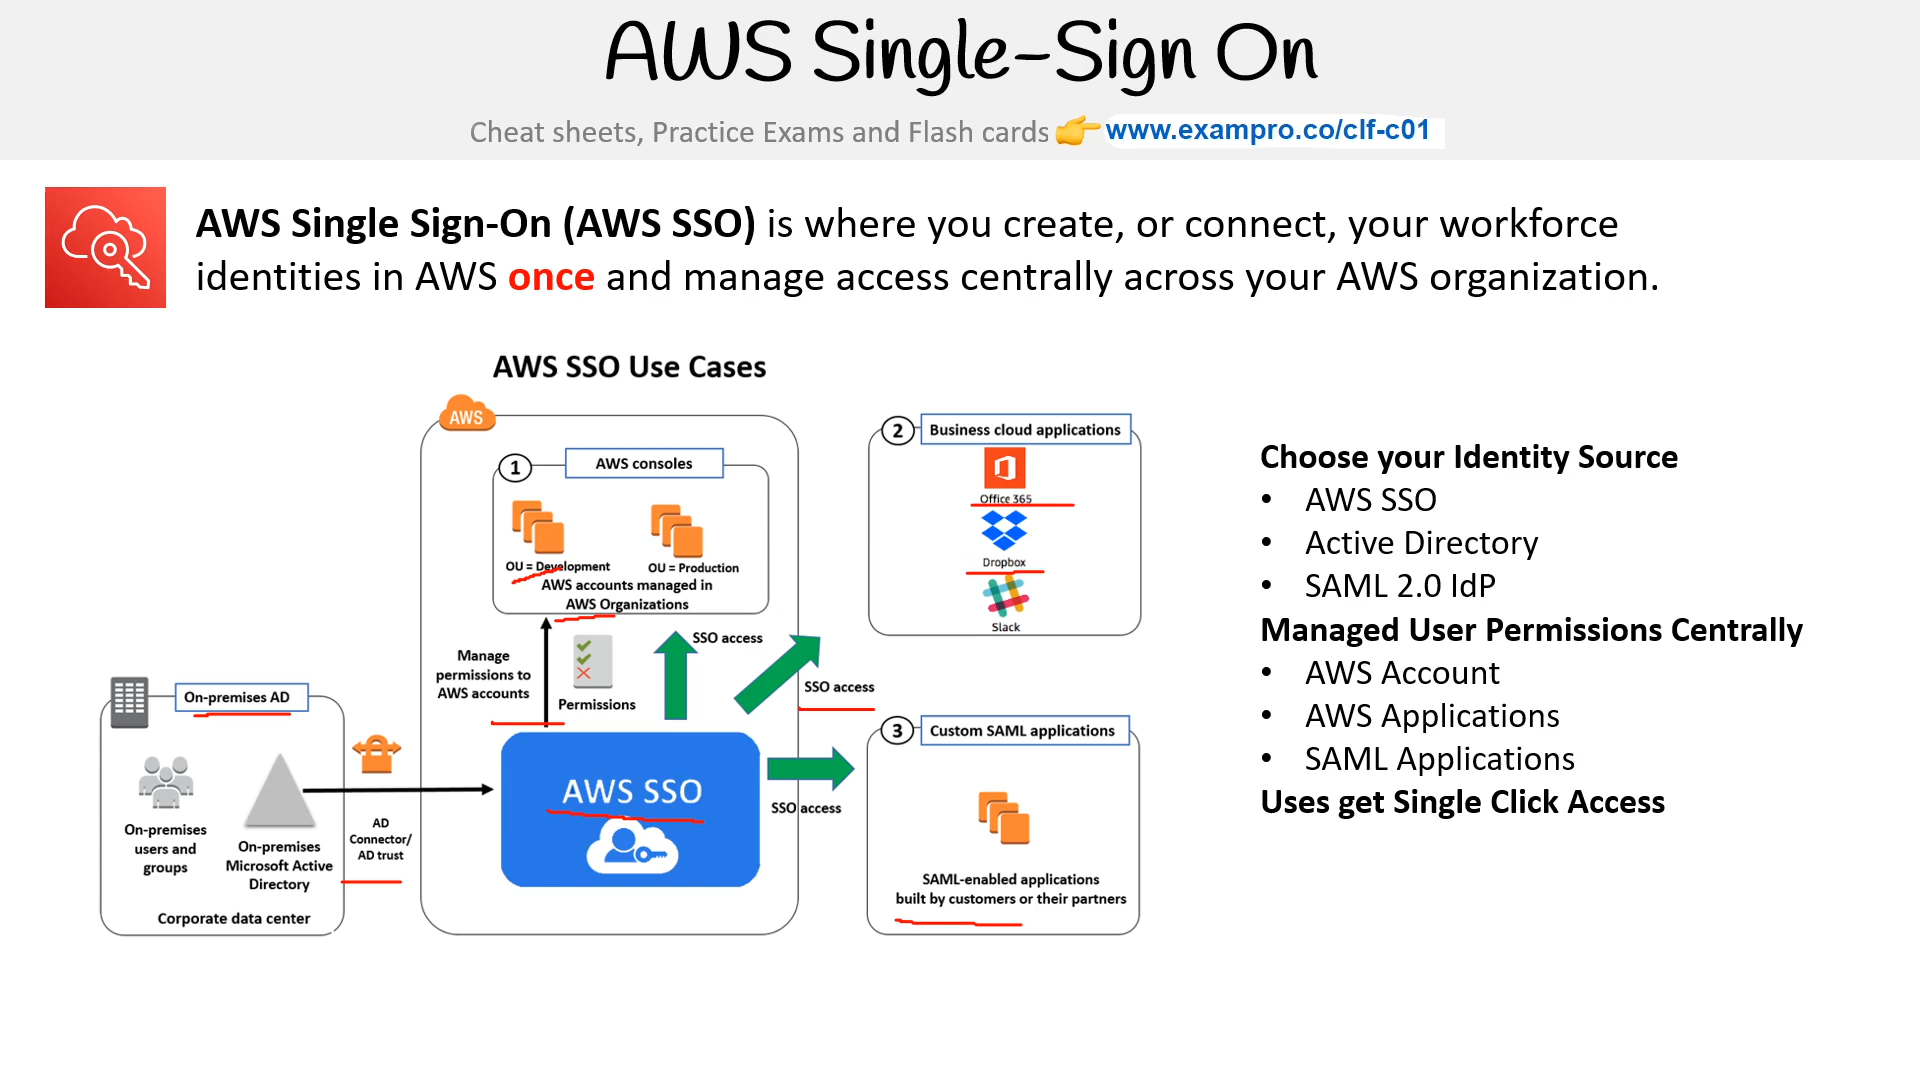 AWS Single-Sign On
Cheat sheets, Practice Exams and Flash cards 👉 www.exampro.co/clf-c01
AWS Single Sign-On (AWS SSO) is where you create, or connect, your workforce
identities in AWS once and manage access centrally across your AWS organization.
AWS SSO Use Cases
AWS
1
AWS consoles
OU = Development
OU = Production
AWS accounts managed in
AWS Organizations
Manage
permissions to
AWS accounts
Permissions
SSO access
SSO access
SSO access
AWS SSO
On-premises AD
On-premises
users and
groups
On-premises
Microsoft Active
Directory
Corporate data center
AD
Connector/
AD trust
2
Business cloud applications
Office 365
Dropbox
Slack
3
Custom SAML applications
SAML-enabled applications
built by customers or their partners
Choose your Identity Source
• AWS SSO
• Active Directory
• SAML 2.0 IdP
Managed User Permissions Centrally
• AWS Account
• AWS Applications
• SAML Applications
Uses get Single Click Access